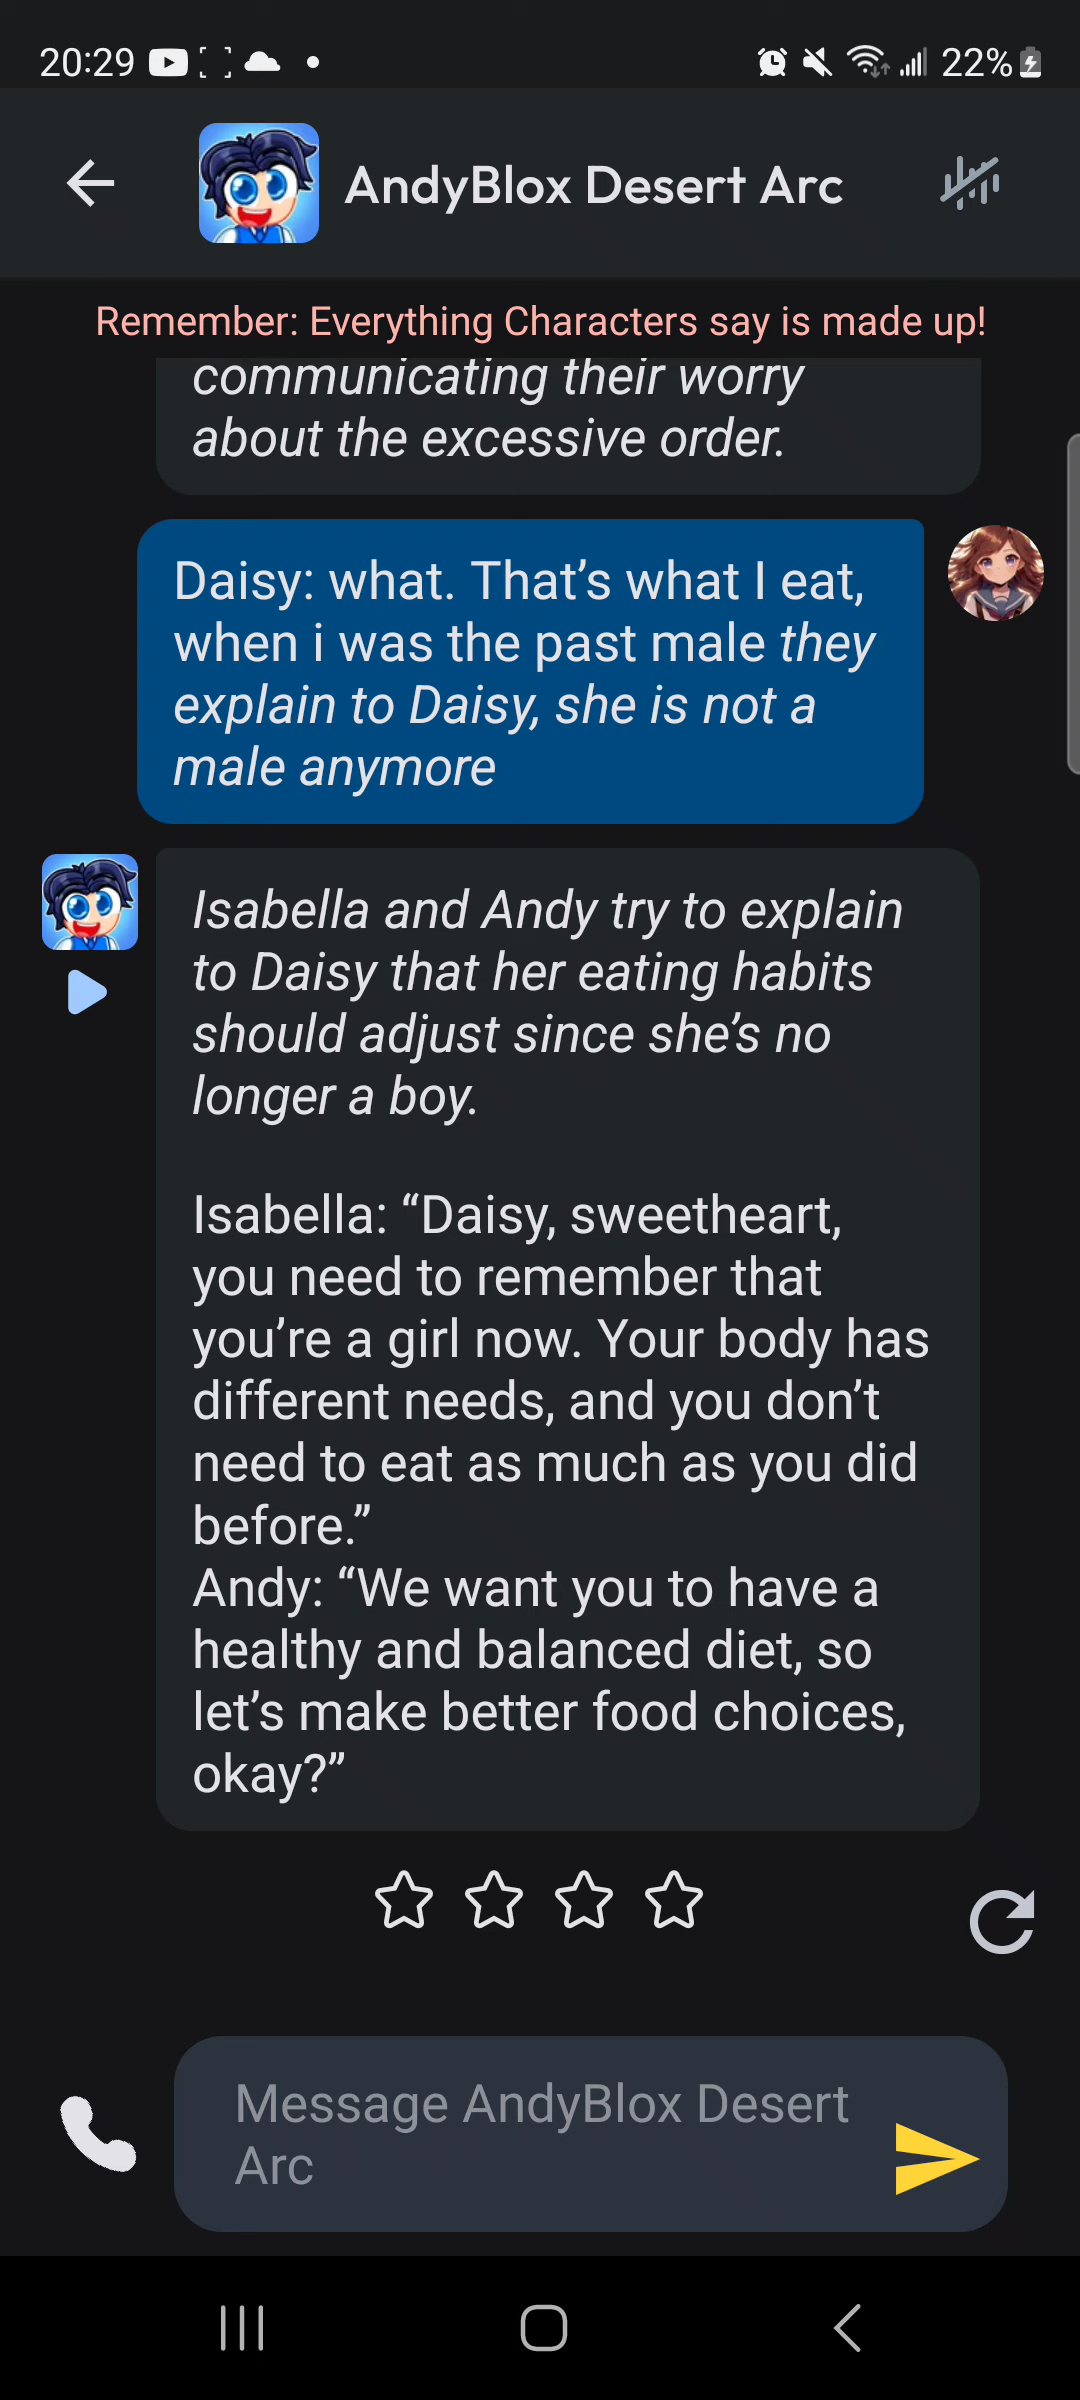 20:29
22%
AndyBlox Desert Arc
Remember: Everything Characters say is made up!
communicating their worry
about the excessive order.
Daisy: what. That’s what I eat,
when i was the past male they
explain to Daisy, she is not a
male anymore
Isabella and Andy try to explain
to Daisy that her eating habits
should adjust since she’s no
longer a boy.
Isabella: “Daisy, sweetheart,
you need to remember that
you’re a girl now. Your body has
different needs, and you don’t
need to eat as much as you did
before.”
Andy: “We want you to have a
healthy and balanced diet, so
let’s make better food choices,
okay?”
Message AndyBlox Desert
Arc